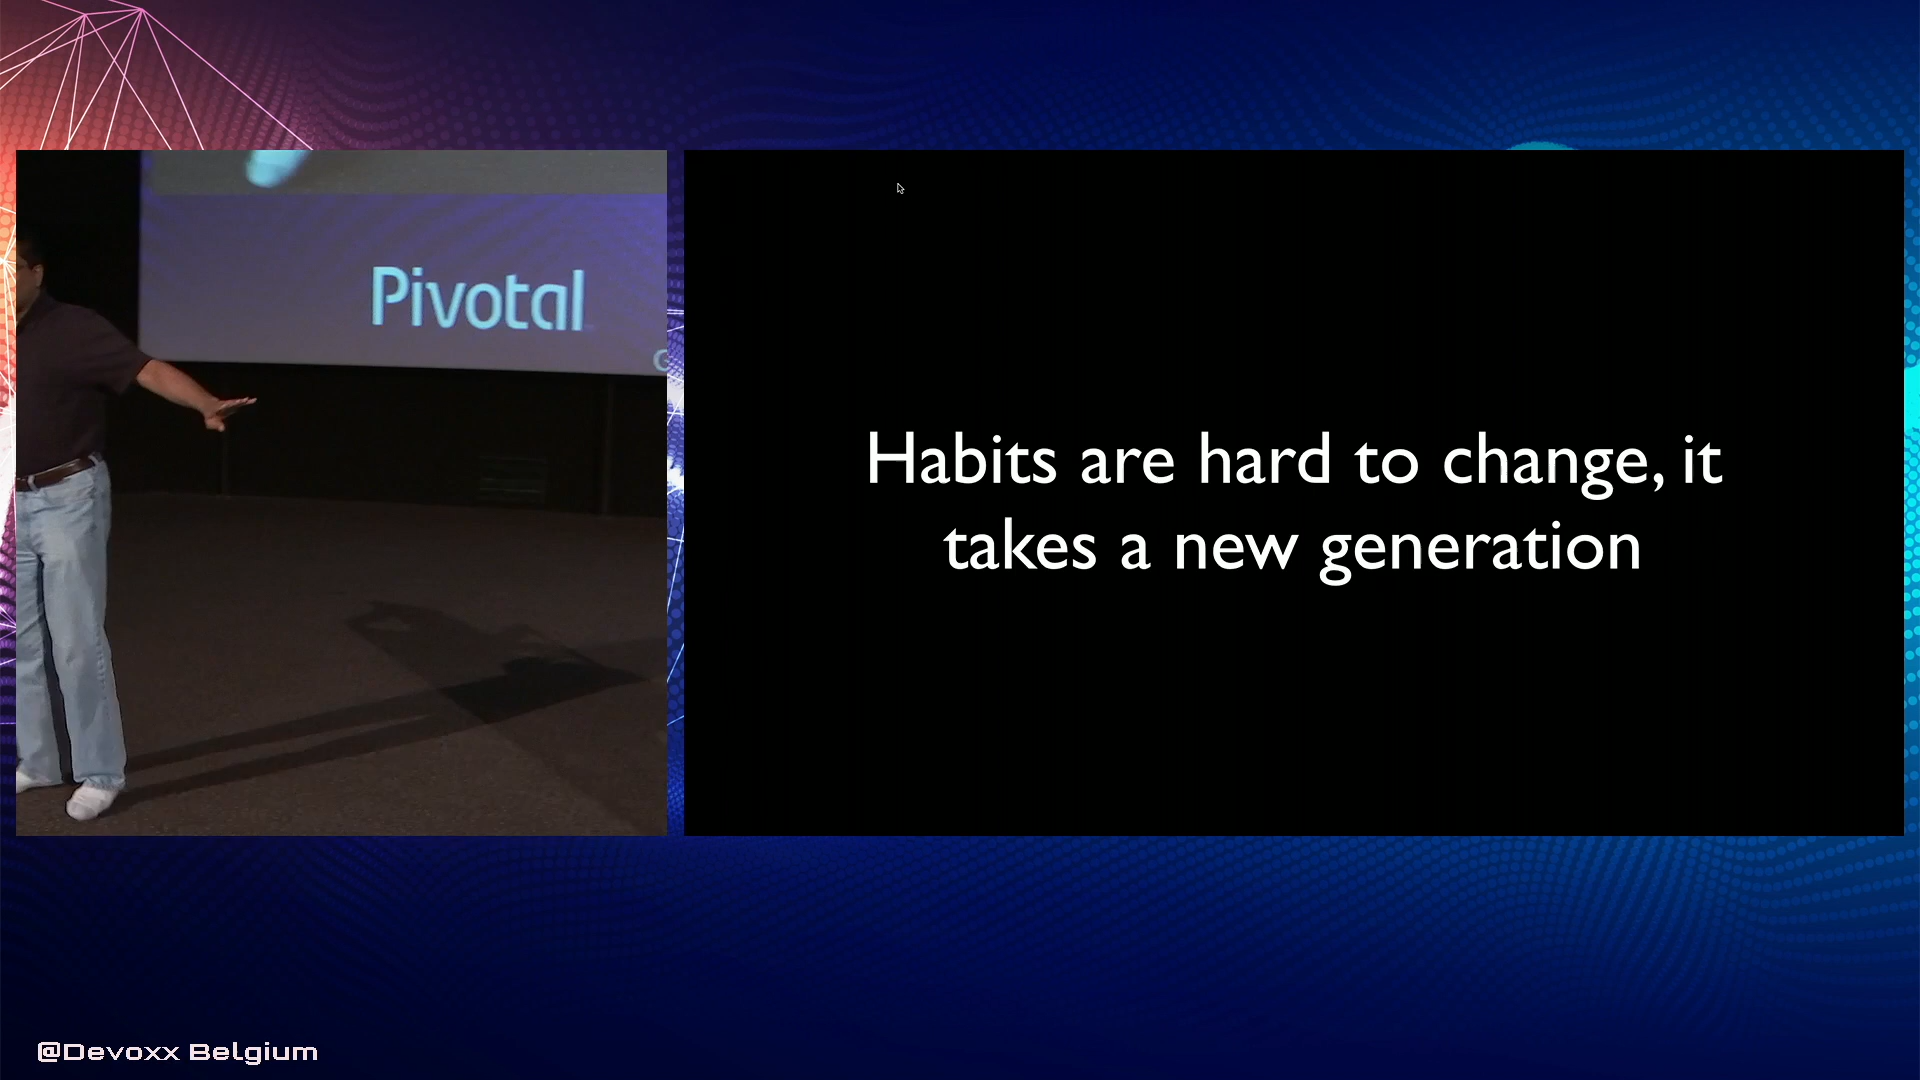 Pivotal
G
Habits are hard to change, it
takes a new generation
@Devoxx Belgium